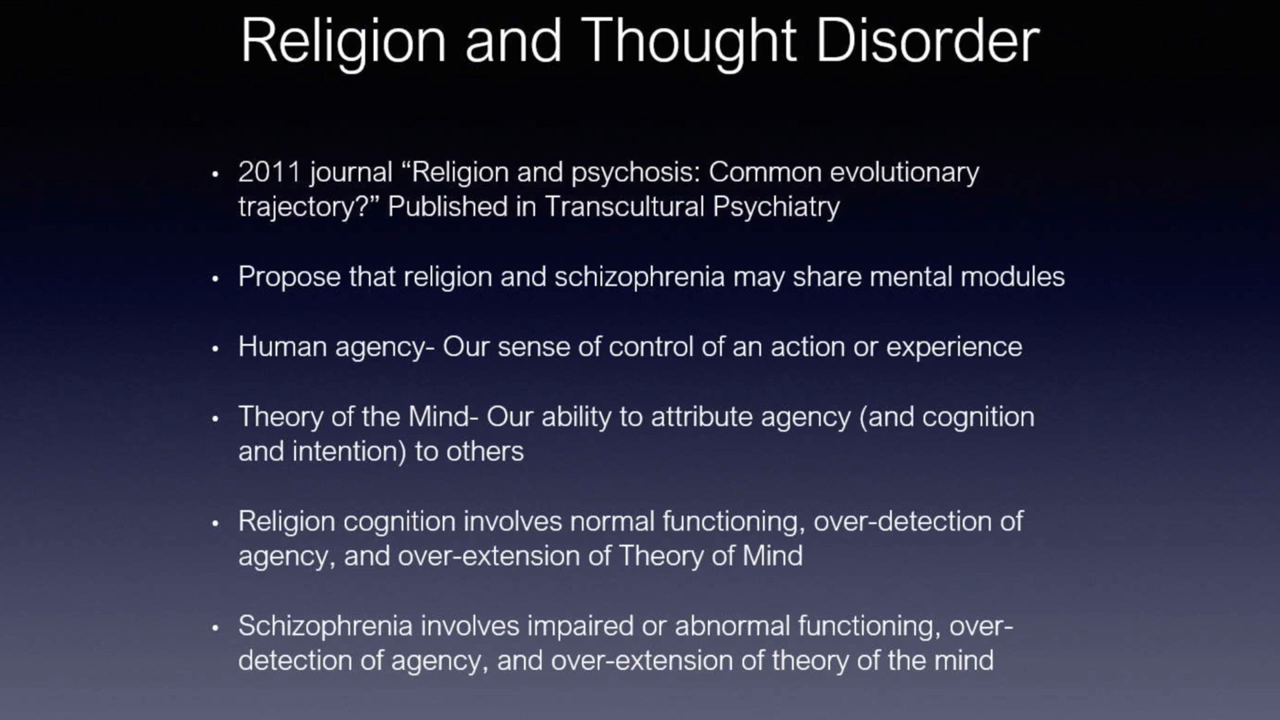 Religion and Thought Disorder
• 2011 journal “Religion and psychosis: Common evolutionary
trajectory?” Published in Transcultural Psychiatry
• Propose that religion and schizophrenia may share mental modules
• Human agency- Our sense of control of an action or experience
• Theory of the Mind- Our ability to attribute agency (and cognition
and intention) to others
• Religion cognition involves normal functioning, over-detection of
agency, and over-extension of Theory of Mind
• Schizophrenia involves impaired or abnormal functioning, over-
detection of agency, and over-extension of theory of the mind